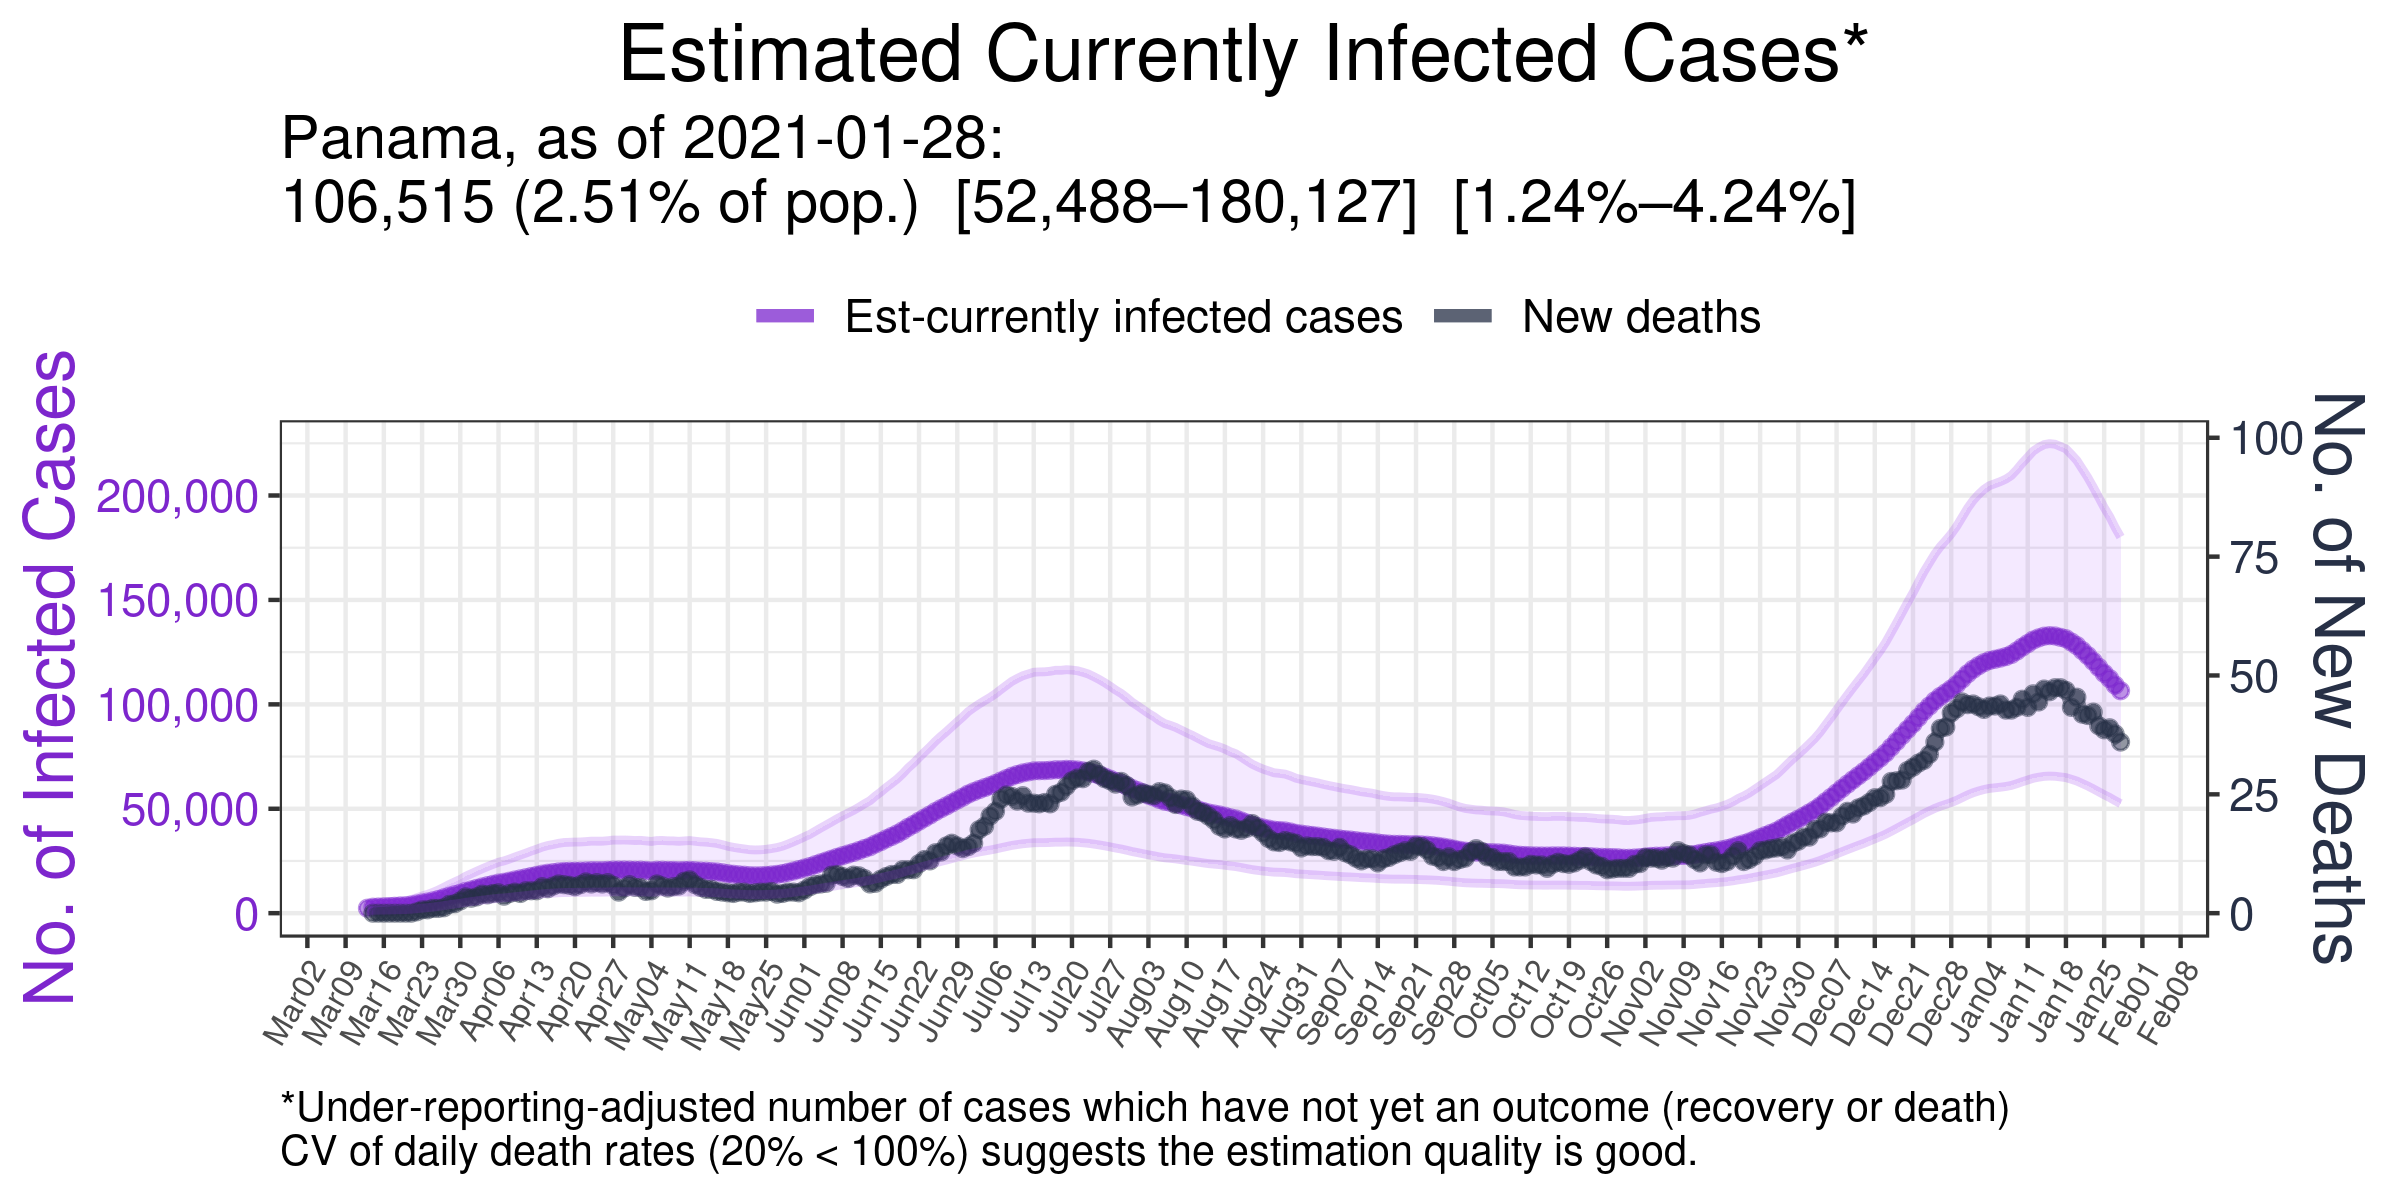 Estimated Currently Infected Cases*
Panama, as of 2021-01-28:
106,515 (2.51% of pop.) [52,488–180,127] [1.24%–4.24%]
Est-currently infected cases New deaths
No. of Infected Cases
200,000
150,000
100,000
50,000
0
100
75
50
25
0
No. of New Deaths
Mar02 Mar09 Mar16 Mar23 Mar30 Apr06 Apr13 Apr20 Apr27 May04 May11 May18 May25 Jun01 Jun08 Jun15 Jun22 Jun29 Jul06 Jul13 Jul20 Jul27 Aug03 Aug10 Aug17 Aug24 Aug31 Sep07 Sep14 Sep21 Sep28 Oct05 Oct12 Oct19 Oct26 Nov02 Nov09 Nov16 Nov23 Nov30 Dec07 Dec14 Dec21 Dec28 Jan04 Jan11 Jan18 Jan25 Feb01 Feb08
*Under-reporting-adjusted number of cases which have not yet an outcome (recovery or death)
CV of daily death rates (20% < 100%) suggests the estimation quality is good.